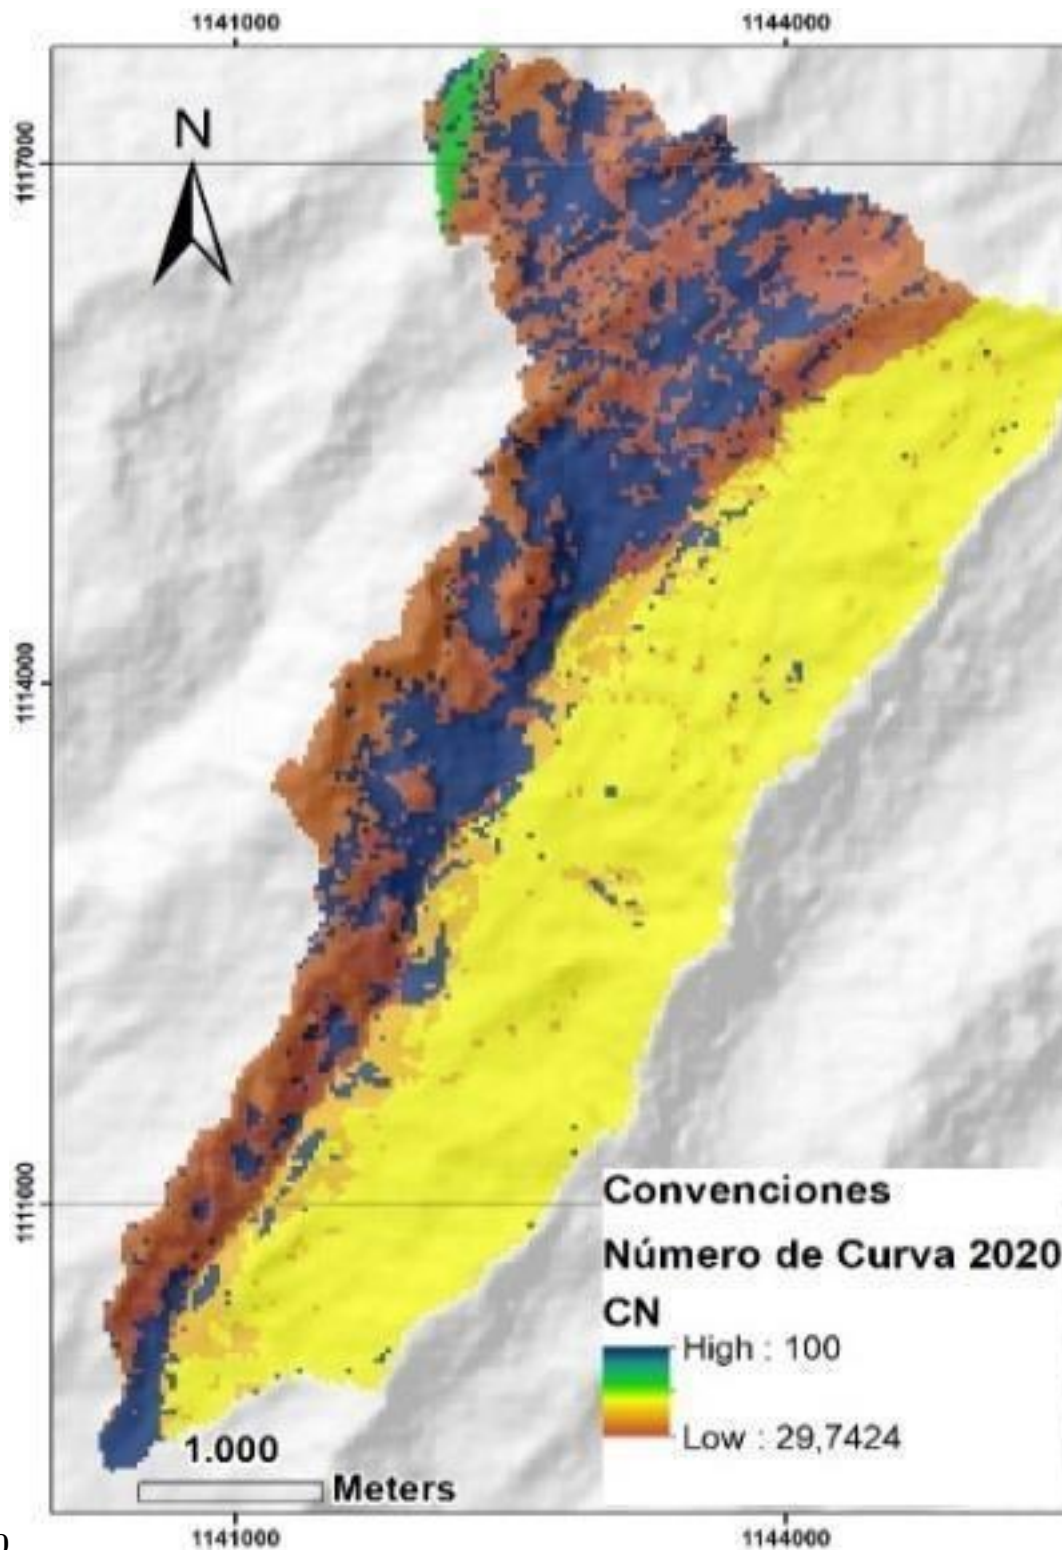 1141000 1144000
N
1117000
1114000
1111000
Convenciones
Número de Curva 2020
CN
High : 100
Low : 29,7424
1.000
Meters
1141000 1144000